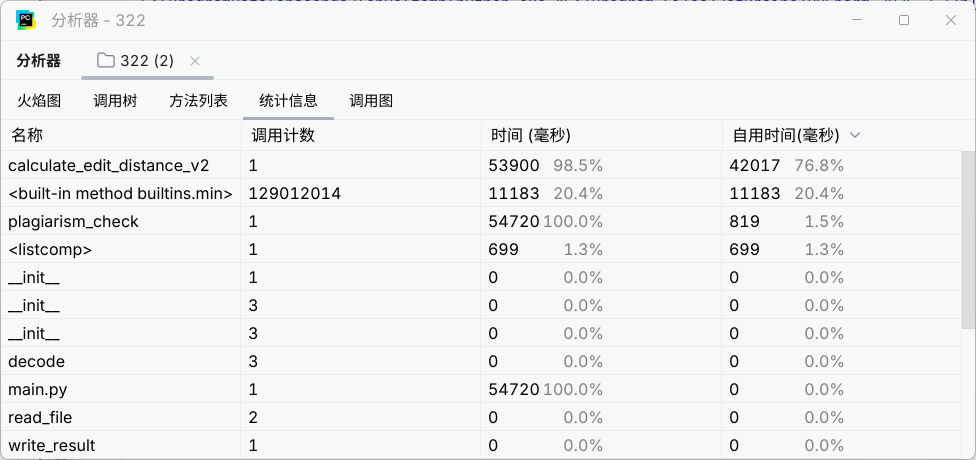 PC
分析器 - 322
分析器 322 (2)
火焰图 调用树 方法列表 统计信息 调用图
名称 调用计数 时间 (毫秒) 自用时间(毫秒)
calculate_edit_distance_v2 1 53900 98.5% 42017 76.8%
<built-in method builtins.min> 129012014 11183 20.4% 11183 20.4%
plagiarism_check 1 54720 100.0% 819 1.5%
<listcomp> 1 699 1.3% 699 1.3%
__init__ 1 0 0.0% 0 0.0%
__init__ 3 0 0.0% 0 0.0%
__init__ 3 0 0.0% 0 0.0%
decode 3 0 0.0% 0 0.0%
main.py 1 54720 100.0% 0 0.0%
read_file 2 0 0.0% 0 0.0%
write_result 1 0 0.0% 0 0.0%